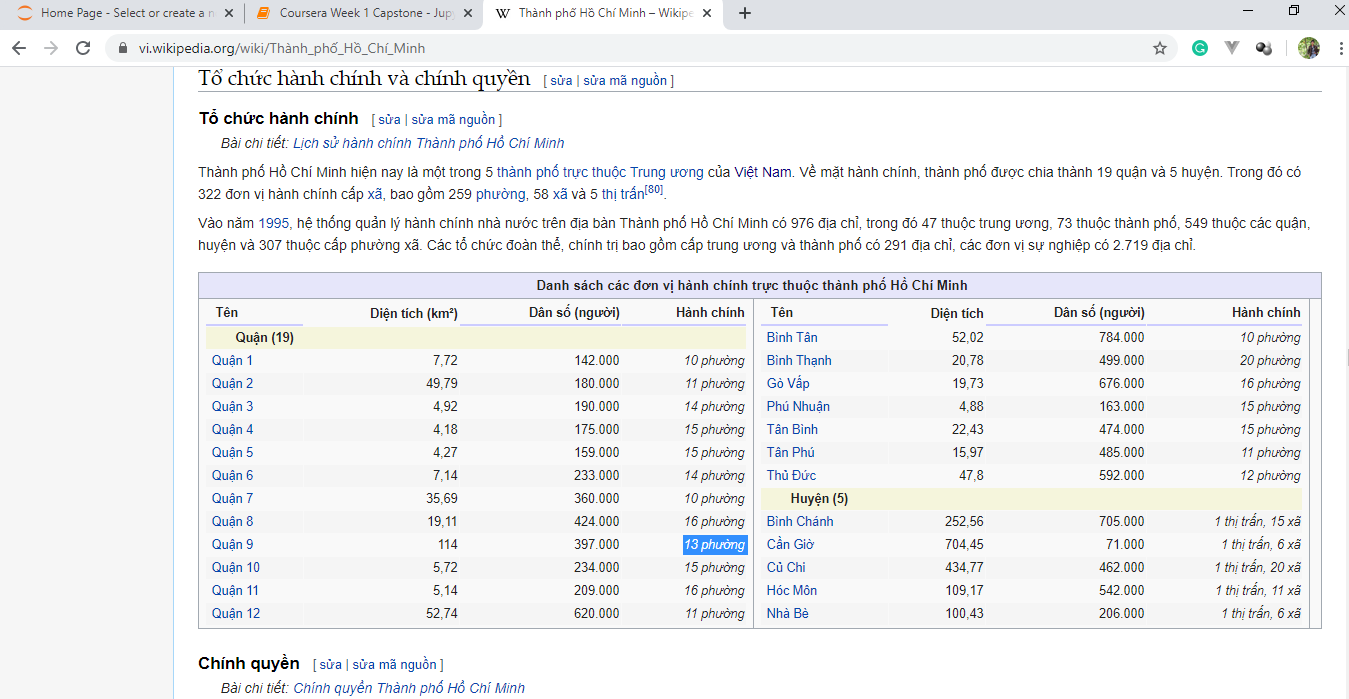 Home Page - Select or create a n
Coursera Week 1 Capstone - Jup
W Thành phố Hồ Chí Minh – Wikipe
vi.wikipedia.org/wiki/Thành_phố_Hồ_Chí_Minh
Tổ chức hành chính và chính quyền [ sửa | sửa mã nguồn ]
Tổ chức hành chính [ sửa | sửa mã nguồn ]
Bài chi tiết: Lịch sử hành chính Thành phố Hồ Chí Minh
Thành phố Hồ Chí Minh hiện nay là một trong 5 thành phố trực thuộc Trung ương của Việt Nam. Về mặt hành chính, thành phố được chia thành 19 quận và 5 huyện. Trong đó có
322 đơn vị hành chính cấp xã, bao gồm 259 phường, 58 xã và 5 thị trấn[80].
Vào năm 1995, hệ thống quản lý hành chính nhà nước trên địa bàn Thành phố Hồ Chí Minh có 976 địa chỉ, trong đó 47 thuộc trung ương, 73 thuộc thành phố, 549 thuộc các quận,
huyện và 307 thuộc cấp phường xã. Các tổ chức đoàn thể, chính trị bao gồm cấp trung ương và thành phố có 291 địa chỉ, các đơn vị sự nghiệp có 2.719 địa chỉ.
Danh sách các đơn vị hành chính trực thuộc thành phố Hồ Chí Minh
Tên Diện tích (km²) Dân số (người) Hành chính
Quận (19)
Quận 1 7,72 142.000 10 phường
Quận 2 49,79 180.000 11 phường
Quận 3 4,92 190.000 14 phường
Quận 4 4,18 175.000 15 phường
Quận 5 4,27 159.000 15 phường
Quận 6 7,14 233.000 14 phường
Quận 7 35,69 360.000 10 phường
Quận 8 19,11 424.000 16 phường
Quận 9 114 397.000 13 phường
Quận 10 5,72 234.000 15 phường
Quận 11 5,14 209.000 16 phường
Quận 12 52,74 620.000 11 phường
Tên Diện tích Dân số (người) Hành chính
Bình Tân 52,02 784.000 10 phường
Bình Thạnh 20,78 499.000 20 phường
Gò Vấp 19,73 676.000 16 phường
Phú Nhuận 4,88 163.000 15 phường
Tân Bình 22,43 474.000 15 phường
Tân Phú 15,97 485.000 11 phường
Thủ Đức 47,8 592.000 12 phường
Huyện (5)
Bình Chánh 252,56 705.000 1 thị trấn, 15 xã
Cần Giờ 704,45 71.000 1 thị trấn, 6 xã
Củ Chi 434,77 462.000 1 thị trấn, 20 xã
Hóc Môn 109,17 542.000 1 thị trấn, 11 xã
Nhà Bè 100,43 206.000 1 thị trấn, 6 xã
Chính quyền [ sửa | sửa mã nguồn ]
Bài chi tiết: Chính quyền Thành phố Hồ Chí Minh